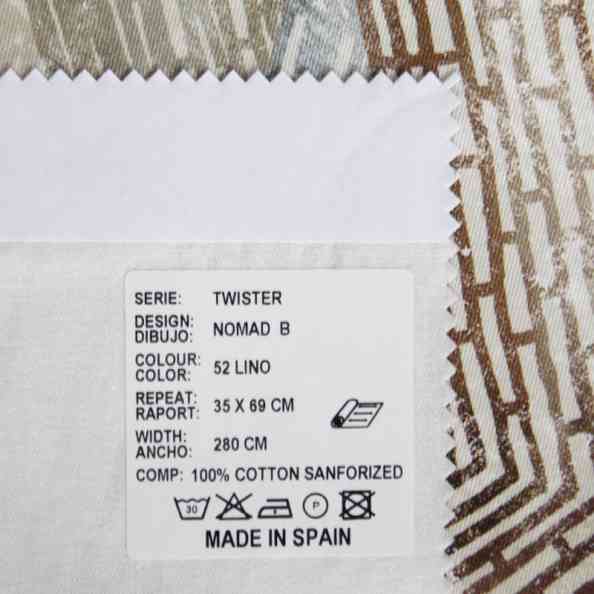 SERIE: TWISTER
DESIGN:
DIBUJO: NOMAD B
COLOUR:
COLOR: 52 LINO
REPEAT:
RAPORT: 35 X 69 CM
WIDTH:
ANCHO: 280 CM
COMP: 100% COTTON SANFORIZED
30 P
MADE IN SPAIN